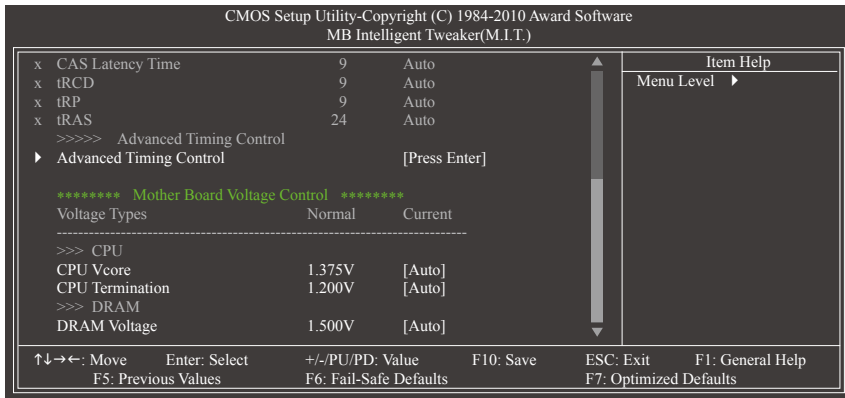 CMOS Setup Utility-Copyright (C) 1984-2010 Award Software
MB Intelligent Tweaker(M.I.T.)
x CAS Latency Time 9 Auto
x tRCD 9 Auto
x tRP 9 Auto
x tRAS 24 Auto
>>>>> Advanced Timing Control
Advanced Timing Control [Press Enter]
******** Mother Board Voltage Control ********
Voltage Types Normal Current
-----------------------------------------------------------------------------
>>> CPU
CPU Vcore 1.375V [Auto]
CPU Termination 1.200V [Auto]
>>> DRAM
DRAM Voltage 1.500V [Auto]
Item Help
Menu Level
↑↓→←: Move Enter: Select +/-/PU/PD: Value F10: Save ESC: Exit F1: General Help
F5: Previous Values F6: Fail-Safe Defaults F7: Optimized Defaults